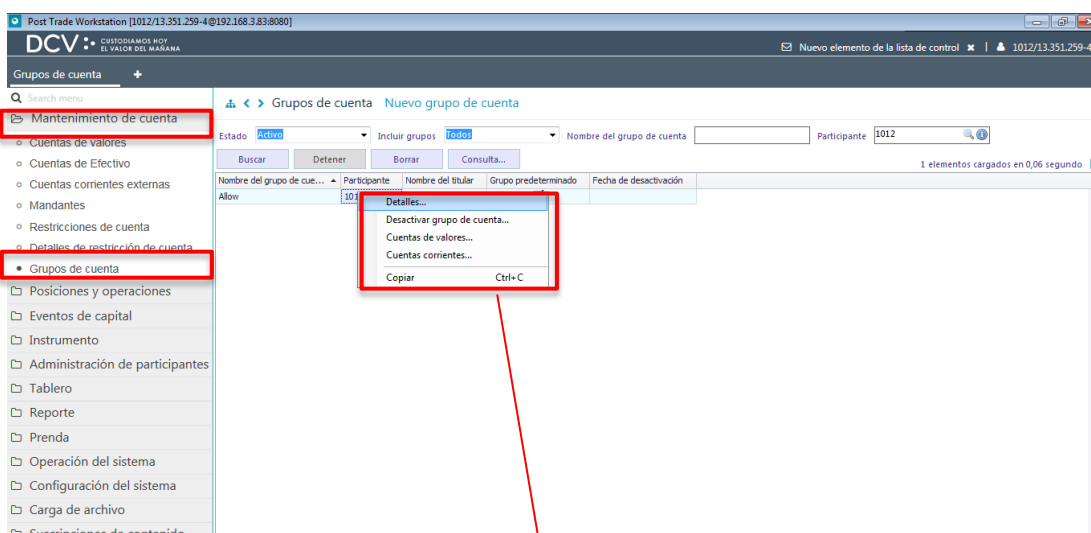 Post Trade Workstation [1012/13.351.259-4@192.168.3.83:8080]
DCV CUSTODIAMOS HOY
EL VALOR DEL MAÑANA
Nuevo elemento de la lista de control ✖ | 1012/13.351.259-4
Grupos de cuenta +
Search menu
Grupos de cuenta Nuevo grupo de cuenta
Mantenimiento de cuenta
Estado Activo Incluir grupos Todos Nombre del grupo de cuenta Participante 1012
Cuentas de valores
Buscar Detener Borrar Consulta...
1 elementos cargados en 0,06 segundo
Cuentas de Efectivo
Nombre del grupo de cue... Participante Nombre del titular Grupo predeterminado Fecha de desactivación
Cuentas corrientes externas
Allow 101
Mandantes
Detalles...
Desactivar grupo de cuenta...
Cuentas de valores...
Cuentas corrientes...
Copiar Ctrl+C
Restricciones de cuenta
Detalles de restricción de cuenta
Grupos de cuenta
Posiciones y operaciones
Eventos de capital
Instrumento
Administración de participantes
Tablero
Reporte
Prenda
Operación del sistema
Configuración del sistema
Carga de archivo
Suscripciones de contenido